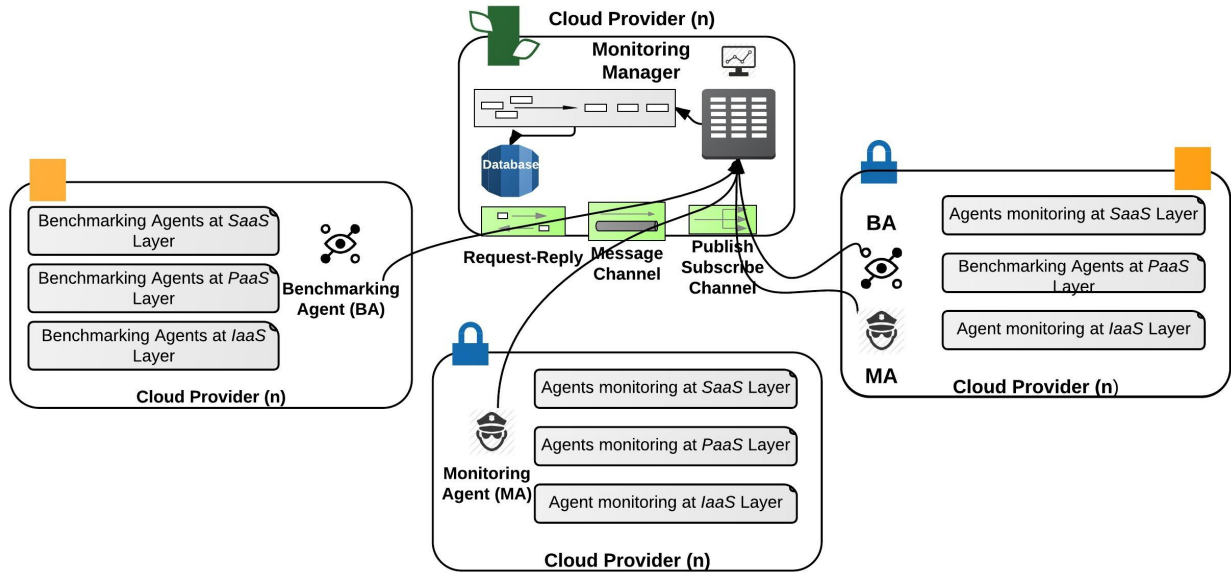 Cloud Provider (n)
Monitoring
Manager
Database
Request-Reply
Message
Channel
Publish
Subscribe
Channel
Benchmarking Agents at SaaS
Layer
Benchmarking Agents at PaaS
Layer
Benchmarking Agents at IaaS
Layer
Benchmarking
Agent (BA)
Cloud Provider (n)
Agents monitoring at SaaS Layer
Agents monitoring at PaaS Layer
Agent monitoring at IaaS Layer
Monitoring
Agent (MA)
Cloud Provider (n)
BA
MA
Agents monitoring at SaaS Layer
Benchmarking Agents at PaaS
Layer
Agent monitoring at IaaS Layer
Cloud Provider (n)